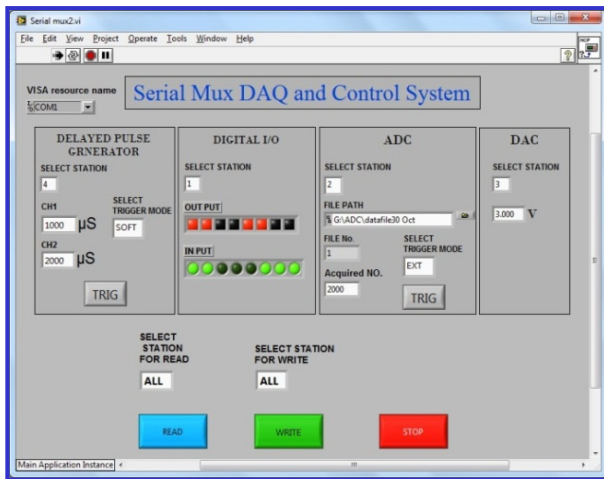 Serial mux2.vi
File Edit View Project Operate Tools Window Help
VISA resource name
COM1
Serial Mux DAQ and Control System
DELAYED PULSE
GRNERATOR
SELECT STATION
4
CH1
1000 µS
SELECT
TRIGGER MODE
SOFT
CH2
2000 µS
TRIG
DIGITAL I/O
SELECT STATION
1
OUT PUT
IN PUT
ADC
SELECT STATION
2
FILE PATH
G:\ADC\datafile30 Oct
FILE No.
1
SELECT
TRIGGER MODE
EXT
Acquired NO.
2000
TRIG
DAC
SELECT STATION
3
3.000 V
SELECT
STATION
FOR READ
ALL
SELECT STATION
FOR WRITE
ALL
READ
WRITE
STOP
Main Application Instance